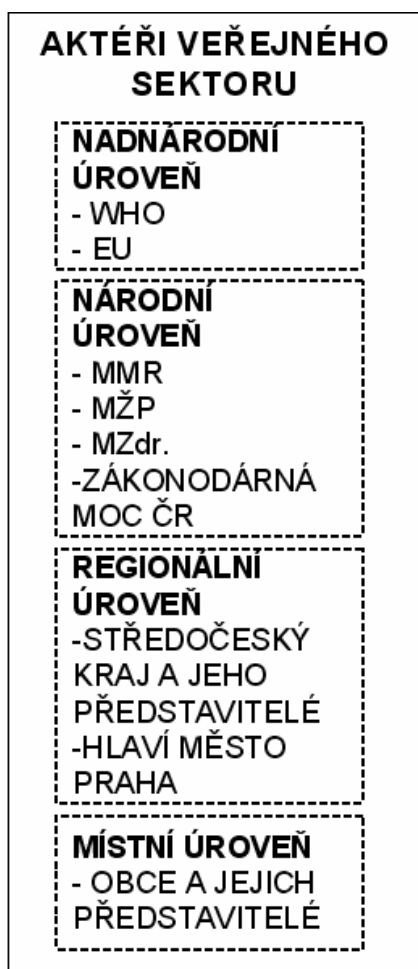 AKTÉŘI VEŘEJNÉHO
SEKTORU
NADNÁRODNÍ
ÚROVEŇ
- WHO
- EU
NÁRODNÍ
ÚROVEŇ
- MMR
- MŽP
- MZdr.
-ZÁKONODÁRNÁ
MOC ČR
REGIONÁLNÍ
ÚROVEŇ
-STŘEDOČESKÝ
KRAJ A JEHO
PŘEDSTAVITELÉ
-HLAVÍ MĚSTO
PRAHA
MÍSTNÍ ÚROVEŇ
- OBCE A JEJICH
PŘEDSTAVITELÉ